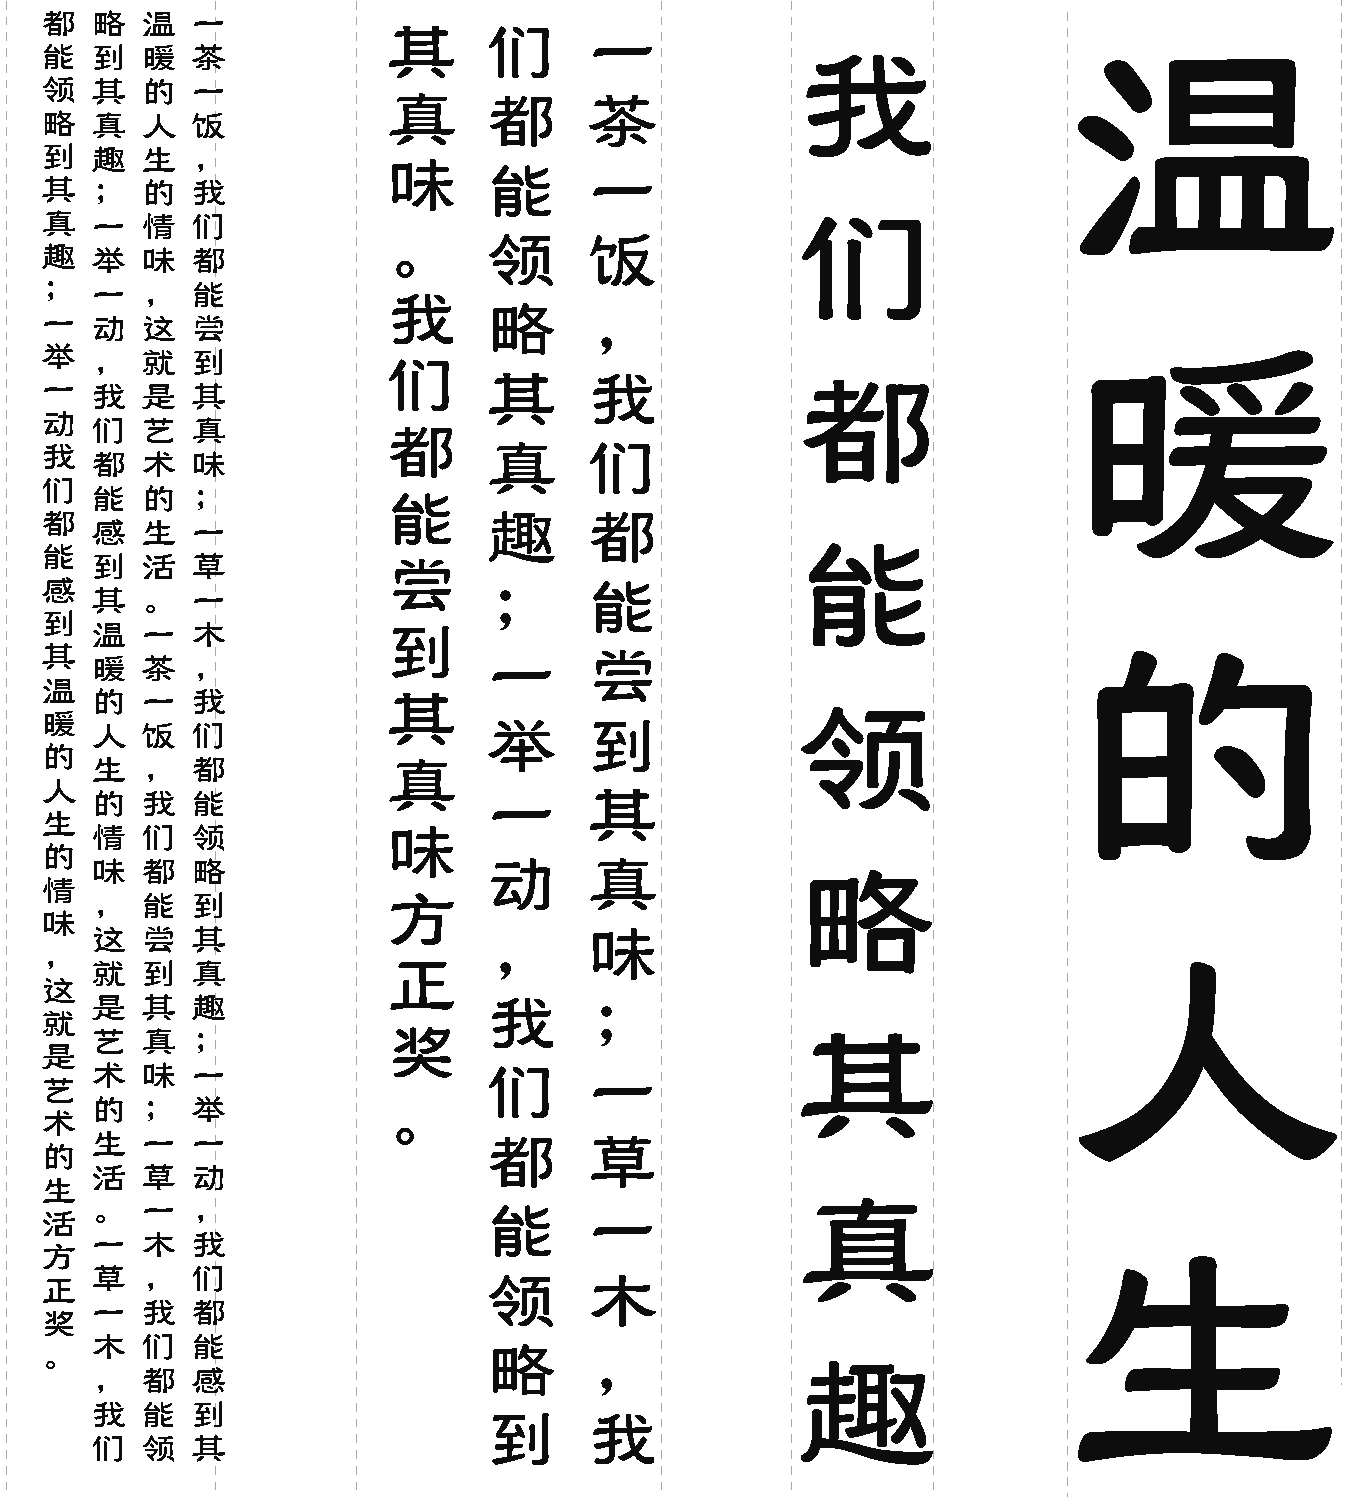 温暖的人生
我们都能领略其真趣
一茶一饭，我们都能尝到其真味；一草一木，我
们都能领略其真趣；一举一动，我们都能领略到
其真味。我们都能尝到其真味方正奖。
一茶一饭，我们都能尝到其真味；一草一木，我们都能领略到其真趣；一举一动，我们都能感到其
温暖的人生的情味，这就是艺术的生活。一茶一饭，我们都能尝到其真味；一草一木，我们都能领
略到其真趣；一举一动，我们都能感到其温暖的人生的情味，这就是艺术的生活。一草一木，我们
都能领略到其真趣；一举一动我们都能感到其温暖的人生的情味，这就是艺术的生活方正奖。